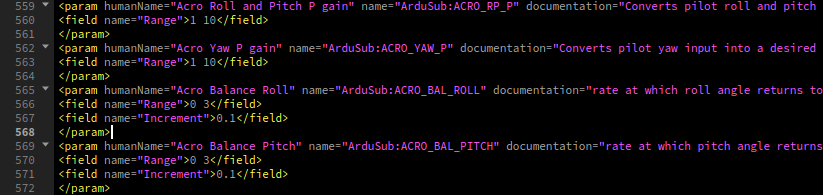 559 <param humanName="Acro Roll and Pitch P gain" name="ArduSub:ACRO_RP_P" documentation="Converts pilot roll and pitch
560 <field name="Range">1 10</field>
561 </param>
562 <param humanName="Acro Yaw P gain" name="ArduSub:ACRO_YAW_P" documentation="Converts pilot yaw input into a desired
563 <field name="Range">1 10</field>
564 </param>
565 <param humanName="Acro Balance Roll" name="ArduSub:ACRO_BAL_ROLL" documentation="rate at which roll angle returns to
566 <field name="Range">0 3</field>
567 <field name="Increment">0.1</field>
568 </param>
569 <param humanName="Acro Balance Pitch" name="ArduSub:ACRO_BAL_PITCH" documentation="rate at which pitch angle returns
570 <field name="Range">0 3</field>
571 <field name="Increment">0.1</field>
572 </param>